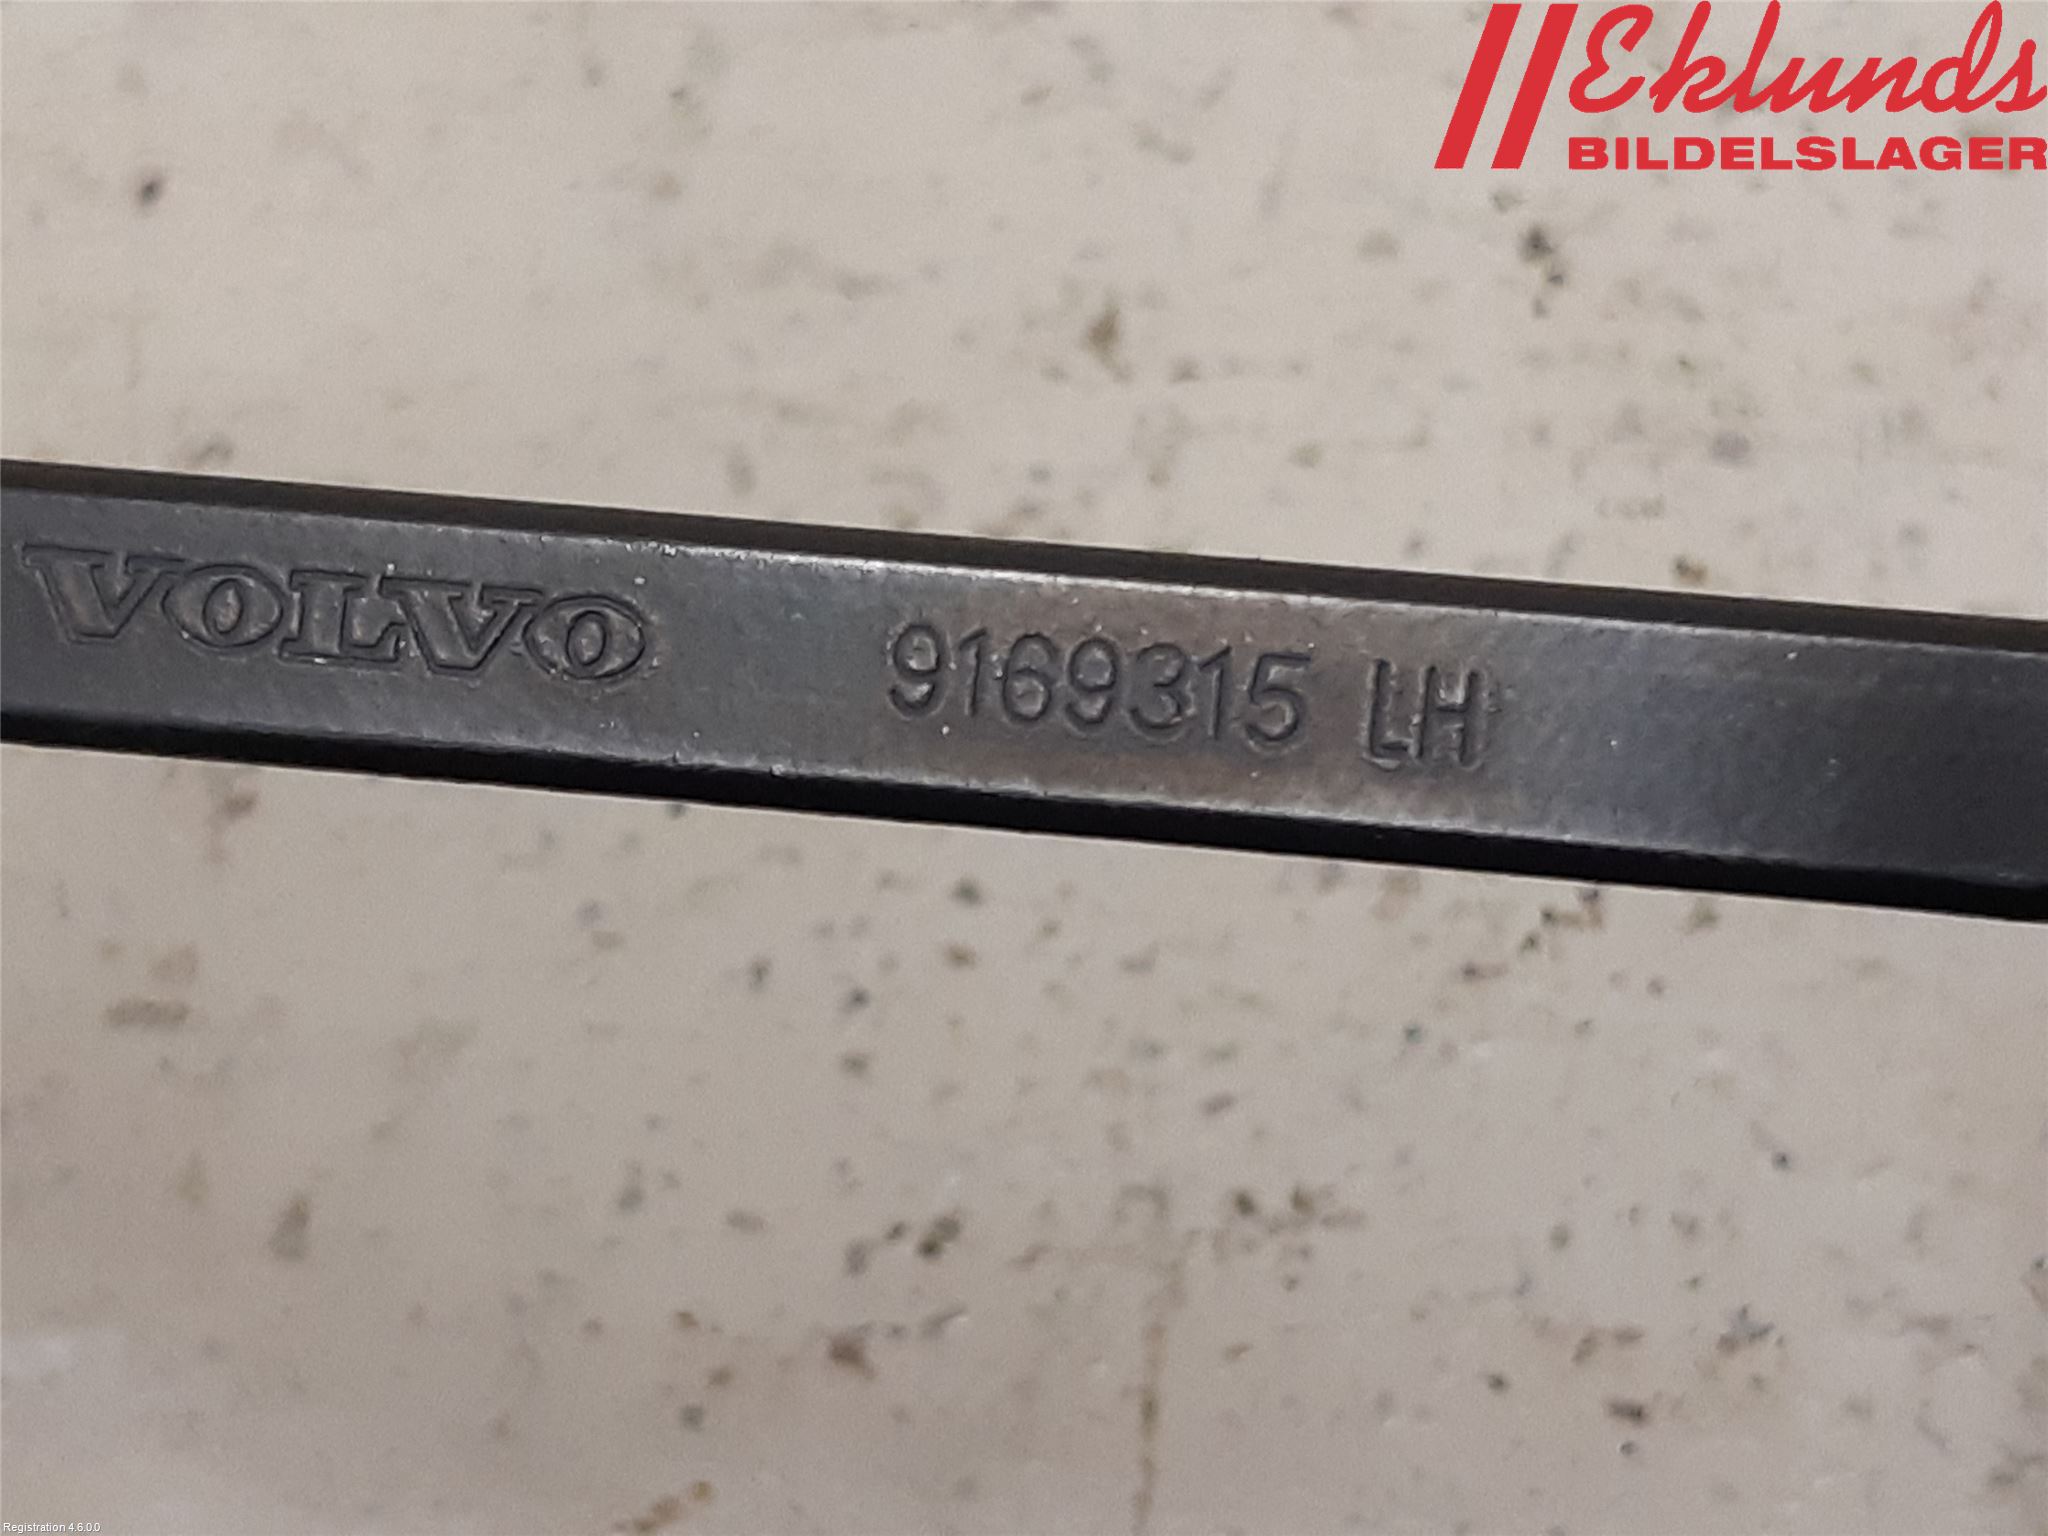 Eklunds
BILDELSLAGER
VOLVO 9169315 LH
Registration 4.6.0.0